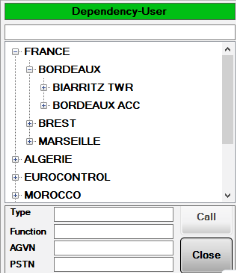 Dependency-User
FRANCE
BORDEAUX
BIARRITZ TWR
BORDEAUX ACC
BREST
MARSEILLE
ALGERIE
EUROCONTROL
MOROCCO
Type
Call
Function
AGVN
Close
PSTN